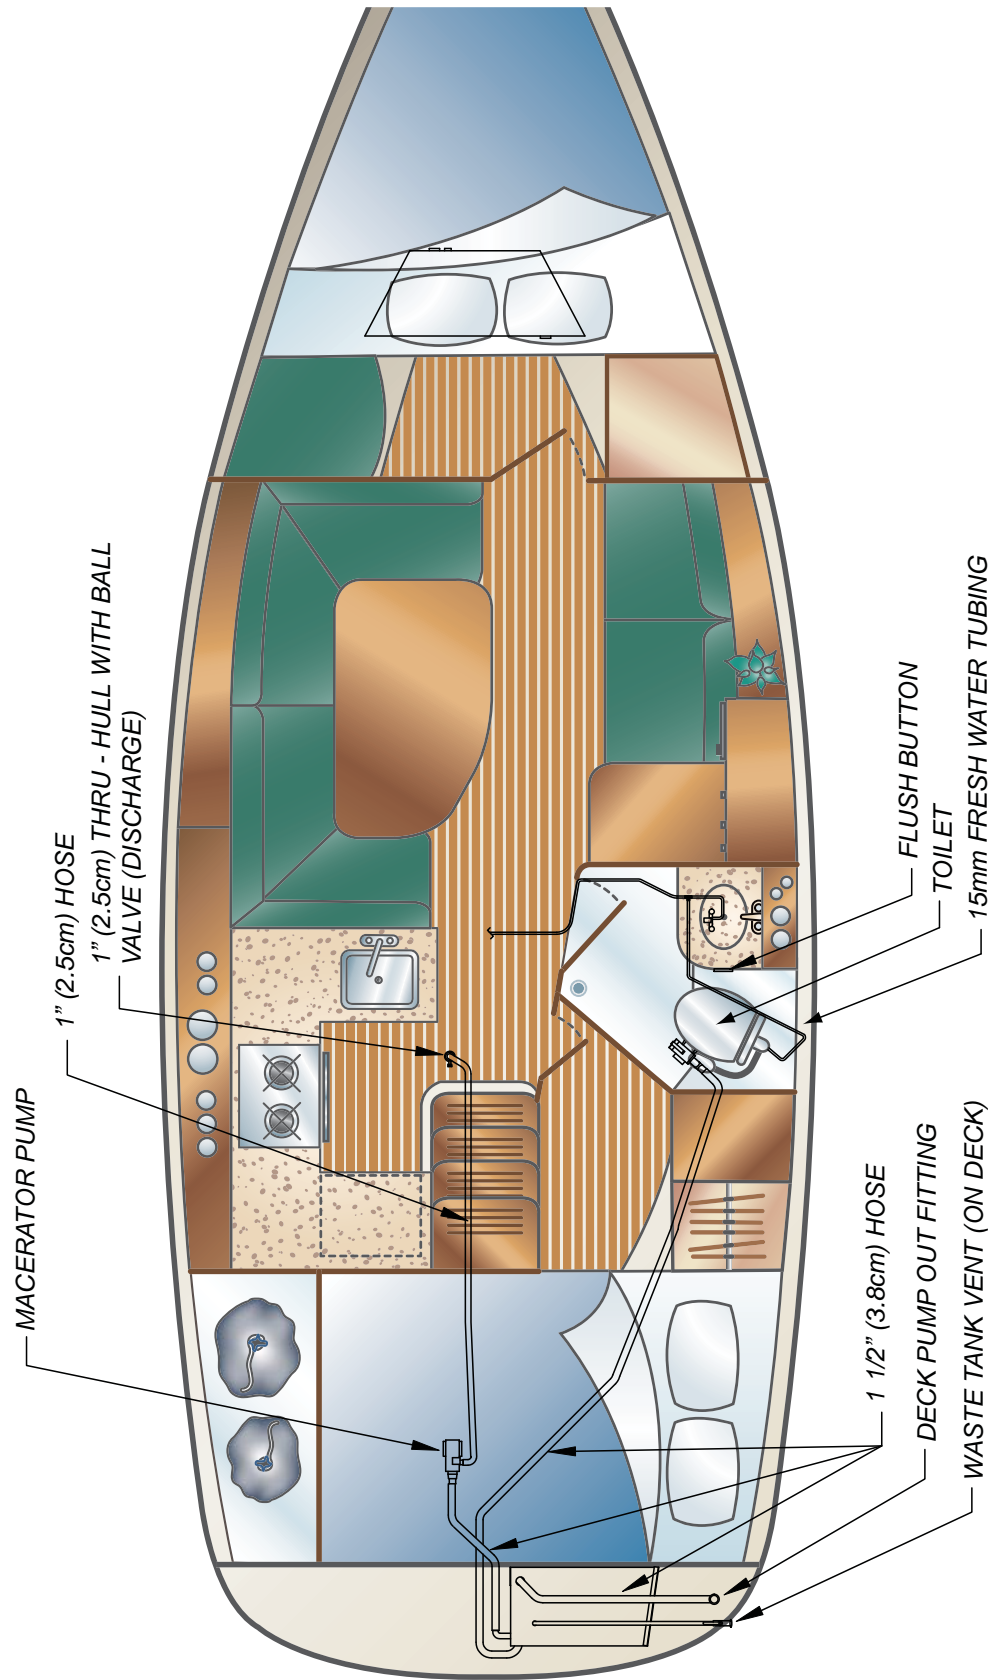 MACERATOR PUMP
1” (2.5cm) HOSE
1” (2.5cm) THRU - HULL WITH BALL
VALVE (DISCHARGE)
FLUSH BUTTON
TOILET
15mm FRESH WATER TUBING
1 1/2” (3.8cm) HOSE
DECK PUMP OUT FITTING
WASTE TANK VENT (ON DECK)